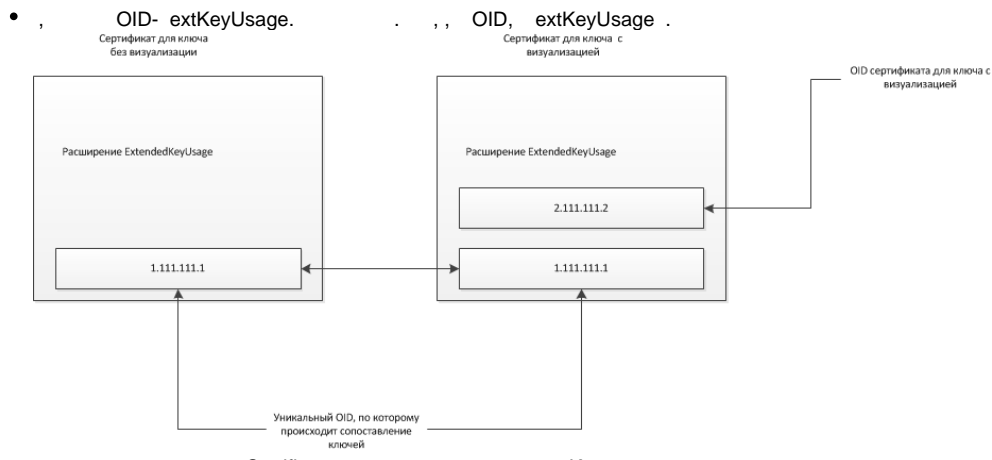 • , OID- extKeyUsage. . , , , OID, extKeyUsage .
Сертификат для ключа
без визуализации
Сертификат для ключа с
визуализацией
OID сертификата для ключа с
визуализацией
Расширение ExtendedKeyUsage
Расширение ExtendedKeyUsage
2.111.111.2
1.111.111.1
1.111.111.1
Уникальный OID, по которому
происходит сопоставление
ключей